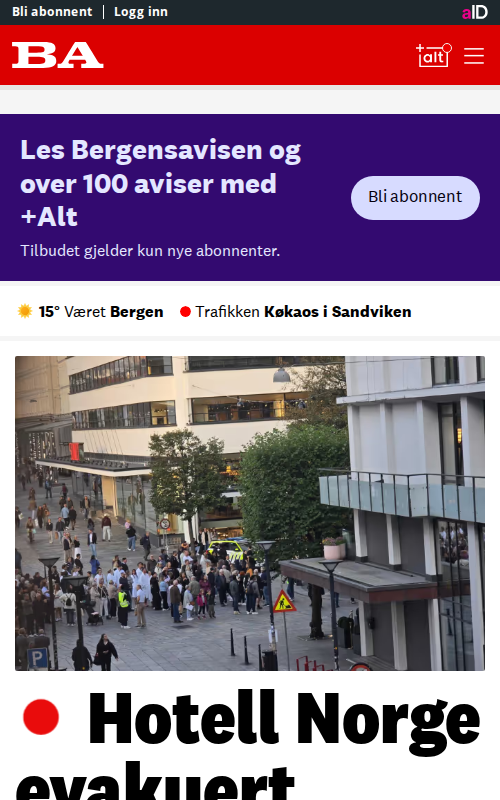 Bli abonnent | Logg inn
aID
BA
+alt
Les Bergensavisen og
over 100 aviser med
+Alt
Bli abonnent
Tilbudet gjelder kun nye abonnenter.
15° Været Bergen
Trafikken Køkaos i Sandviken
P
Hotell Norge
evakuert